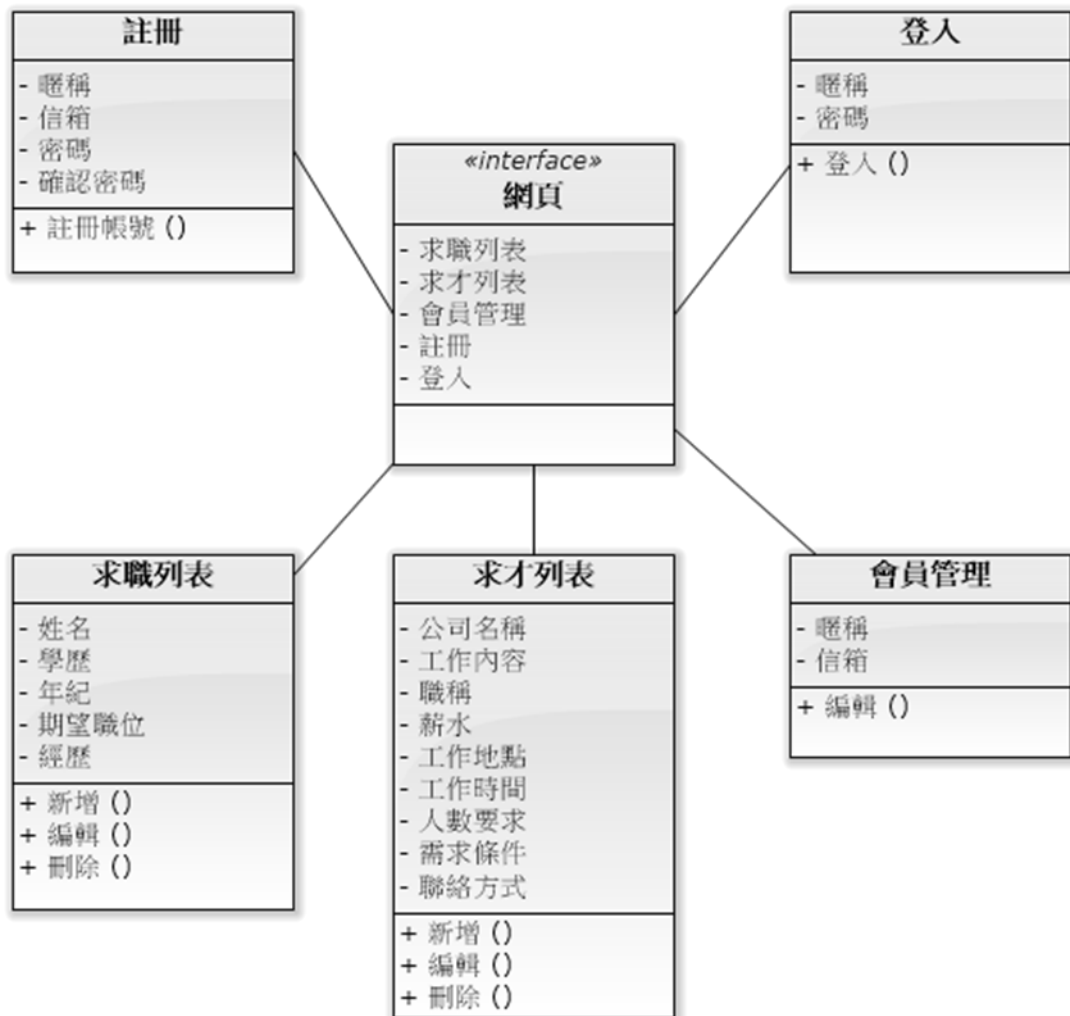 註冊
- 暱稱
- 信箱
- 密碼
- 確認密碼
+ 註冊帳號 ()
登入
- 暱稱
- 密碼
+ 登入 ()
«interface»
網頁
- 求職列表
- 求才列表
- 會員管理
- 註冊
- 登入
求職列表
- 姓名
- 學歷
- 年紀
- 期望職位
- 經歷
+ 新增 ()
+ 編輯 ()
+ 刪除 ()
求才列表
- 公司名稱
- 工作內容
- 職稱
- 薪水
- 工作地點
- 工作時間
- 人數要求
- 需求條件
- 聯絡方式
+ 新增 ()
+ 編輯 ()
+ 刪除 ()
會員管理
- 暱稱
- 信箱
+ 編輯 ()